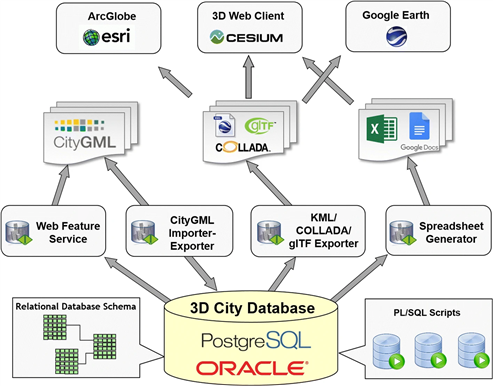 ArcGlobe
esri
3D Web Client
CESIUM
Google Earth
CityGML
glTF
COLLADA.
Google Docs
Web Feature
Service
CityGML
Importer-
Exporter
KML/
COLLADA/
glTF Exporter
Spreadsheet
Generator
Relational Database Schema
3D City Database
PostgreSQL
ORACLE®
PL/SQL Scripts